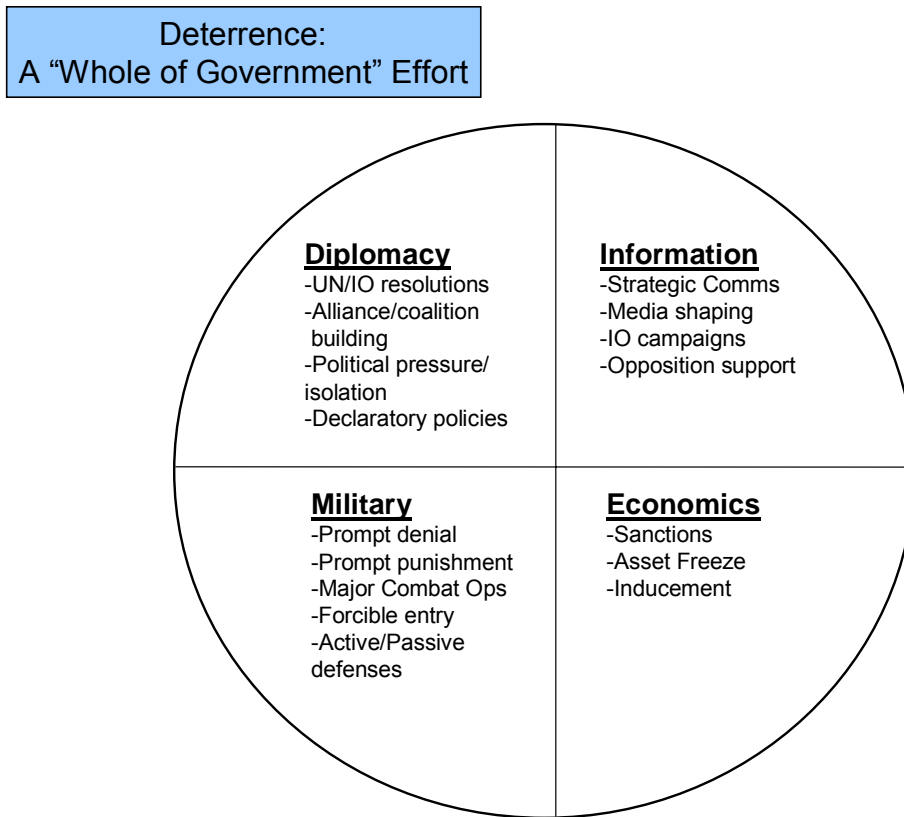 Deterrence:
A “Whole of Government” Effort
Diplomacy
-UN/IO resolutions
-Alliance/coalition
building
-Political pressure/
isolation
-Declaratory policies
Information
-Strategic Comms
-Media shaping
-IO campaigns
-Opposition support
Military
-Prompt denial
-Prompt punishment
-Major Combat Ops
-Forcible entry
-Active/Passive
defenses
Economics
-Sanctions
-Asset Freeze
-Inducement